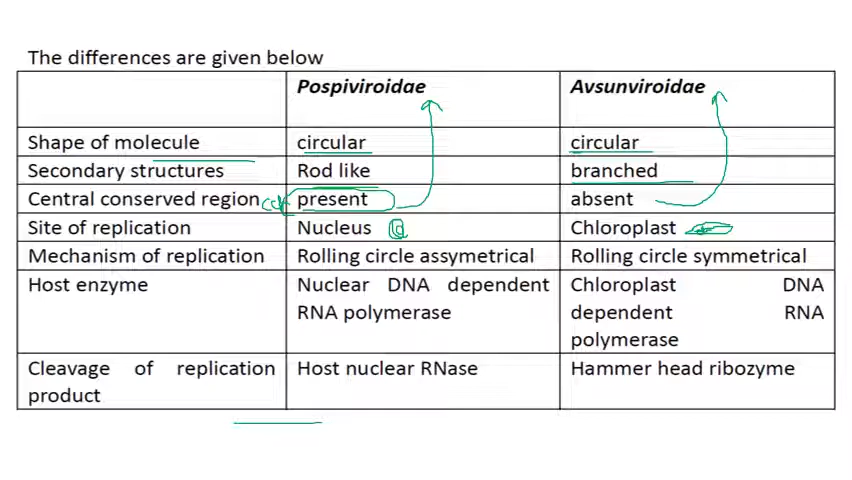 The differences are given below
Pospiviroidae Avsunviroidae
Shape of molecule circular circular
Secondary structures Rod like branched
Central conserved region present absent
Site of replication Nucleus Chloroplast
Mechanism of replication Rolling circle assymetrical Rolling circle symmetrical
Host enzyme Nuclear DNA dependent Chloroplast DNA
RNA polymerase dependent RNA
polymerase
Cleavage of replication Host nuclear RNase Hammer head ribozyme
product